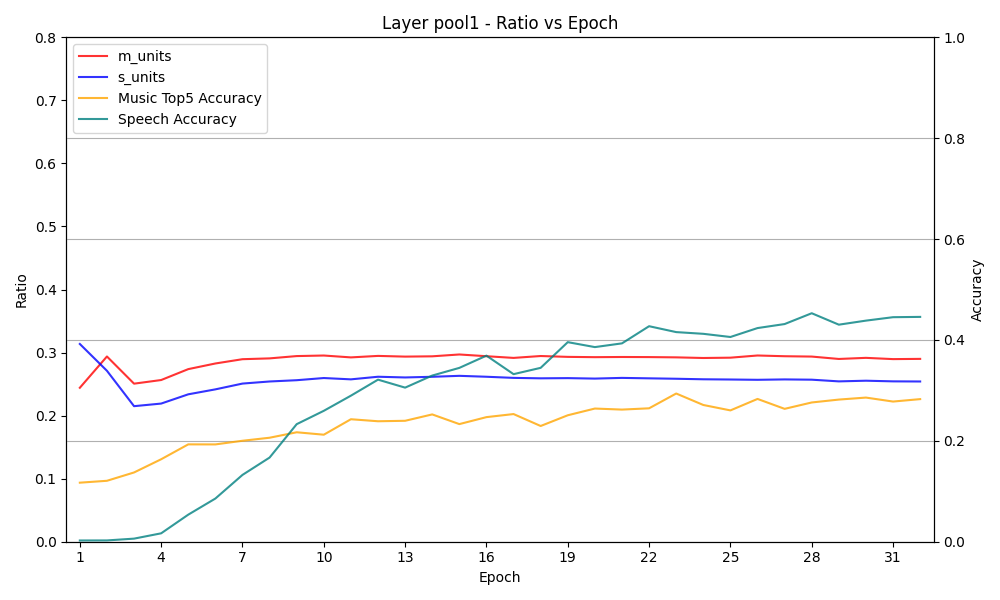 Layer pool1 - Ratio vs Epoch
m_units
s_units
Music Top5 Accuracy
Speech Accuracy
0.8
0.7
0.6
0.5
0.4
0.3
0.2
0.1
0.0
Ratio
1.0
0.8
0.6
0.4
0.2
0.0
Accuracy
1 4 7 10 13 16 19 22 25 28 31
Epoch